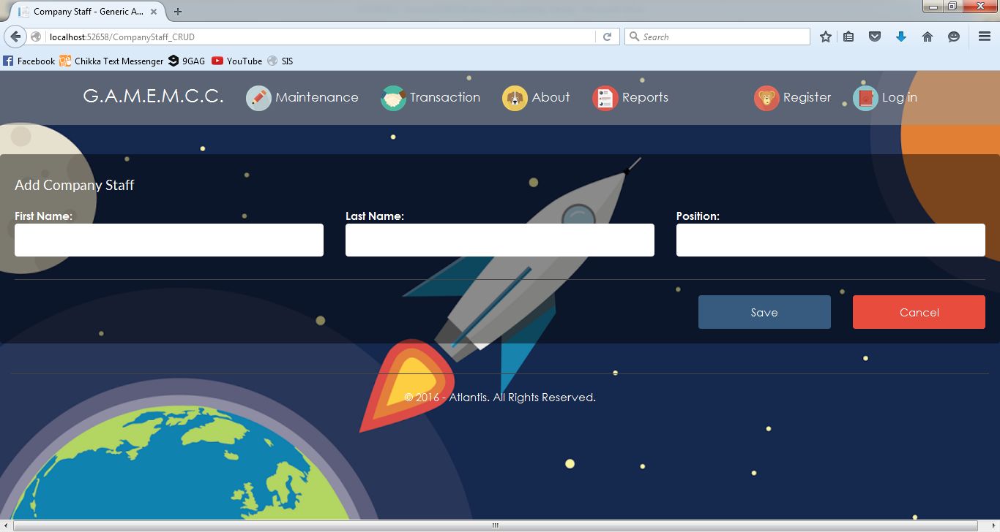 Company Staff - Generic A...
localhost:52658/CompanyStaff_CRUD
Search
Facebook Chikka Text Messenger 9GAG YouTube SIS
G.A.M.E.M.C.C. Maintenance Transaction About Reports Register Log in
Add Company Staff
First Name: Last Name: Position:
Save Cancel
© 2016 - Atlantis. All Rights Reserved.